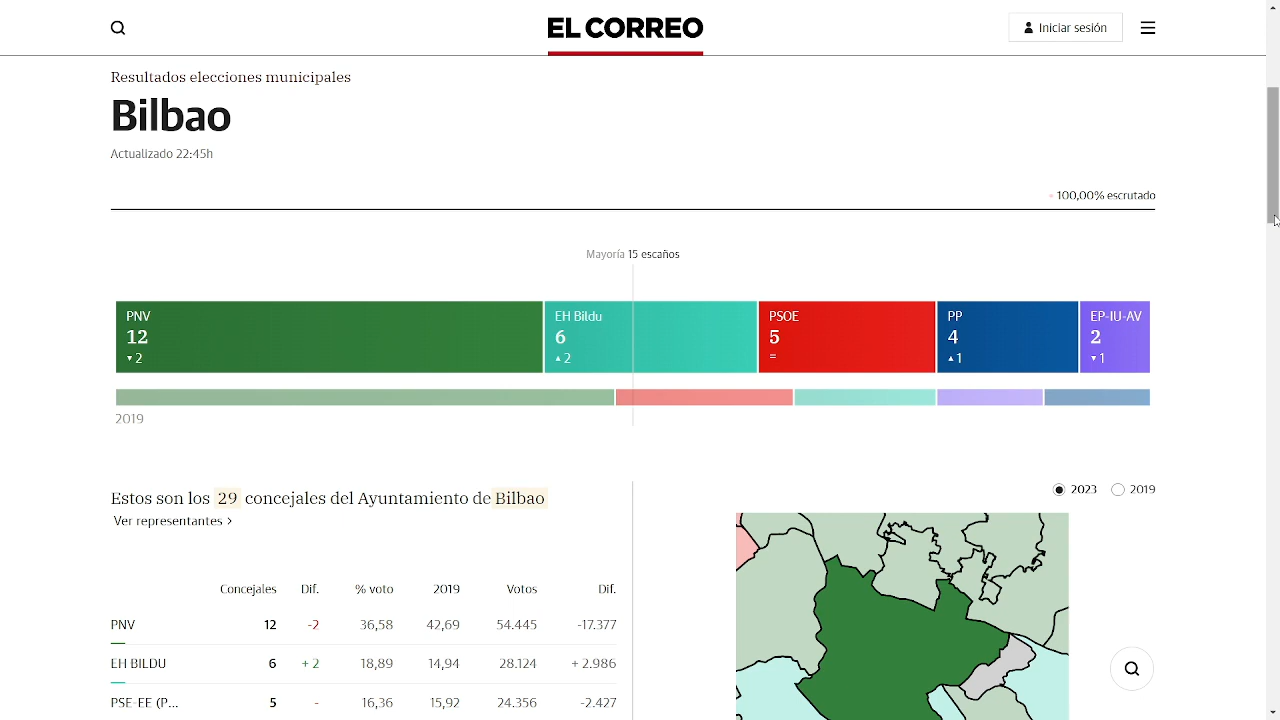 EL CORREO
Iniciar sesión
Resultados elecciones municipales
Bilbao
Actualizado 22:45h
100,00% escrutado
Mayoría 15 escaños
PNV
12
▾ 2
EH Bildu
6
▴ 2
PSOE
5
=
PP
4
▴ 1
EP-IU-AV
2
▾ 1
2019
Estos son los 29 concejales del Ayuntamiento de Bilbao
Ver representantes >
2023 2019
Concejales Dif. % voto 2019 Votos Dif.
PNV 12 -2 36,58 42,69 54.445 -17.377
EH BILDU 6 + 2 18,89 14,94 28.124 + 2.986
PSE-EE (P... 5 - 16,36 15,92 24.356 -2.427